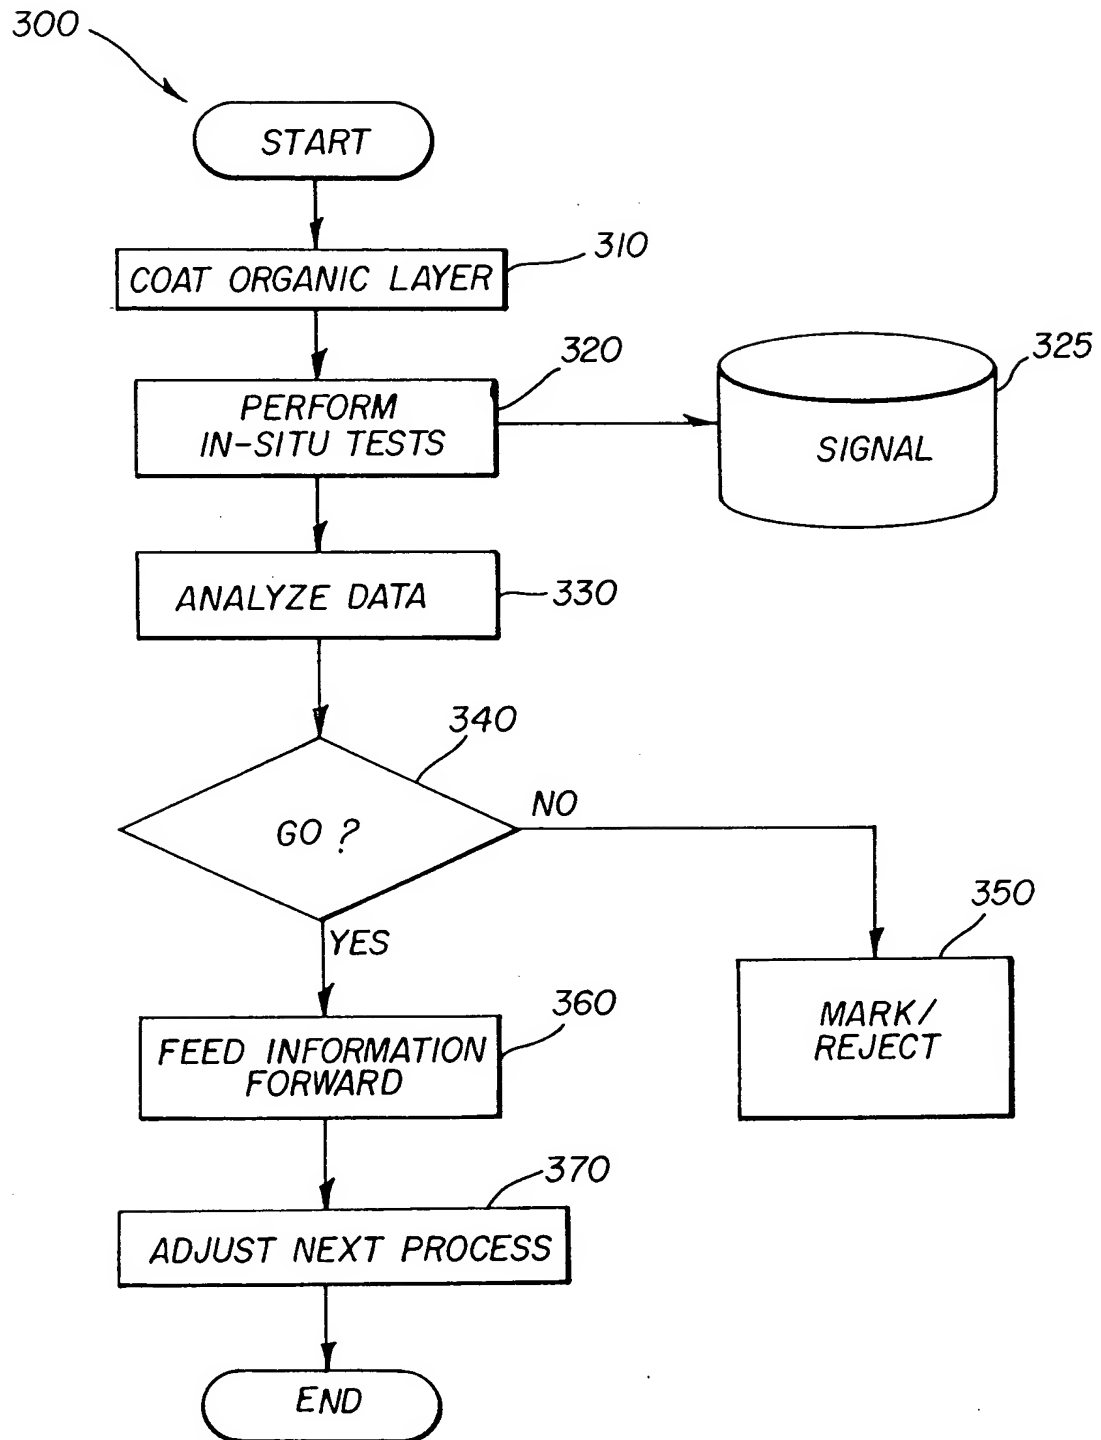 300
START
310
COAT ORGANIC LAYER
320
325
PERFORM
IN-SITU TESTS
SIGNAL
ANALYZE DATA
330
340
NO
GO ?
350
YES
360
MARK/
REJECT
FEED INFORMATION
FORWARD
370
ADJUST NEXT PROCESS
END